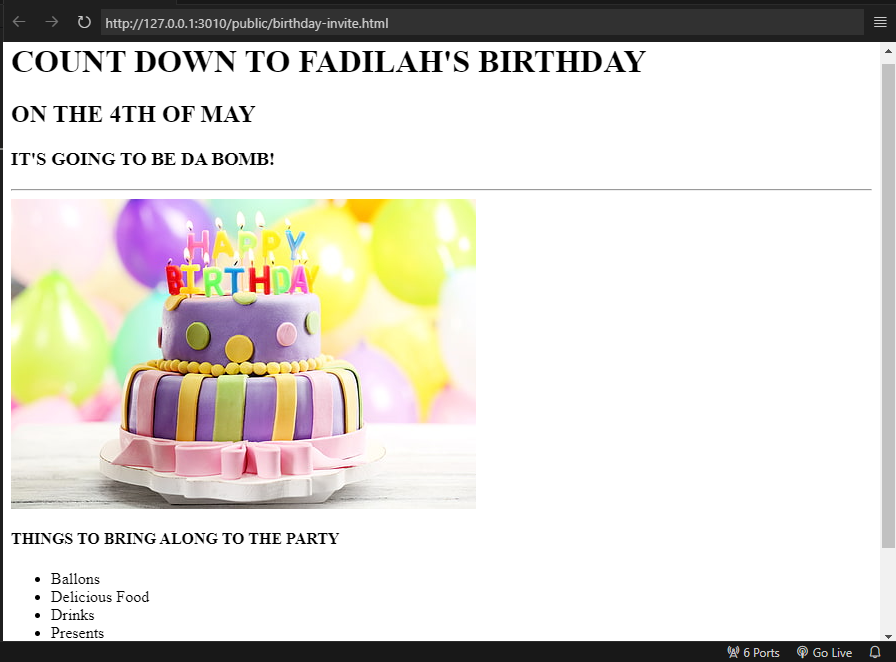 http://127.0.0.1:3010/public/birthday-invite.html
COUNT DOWN TO FADILAH'S BIRTHDAY
ON THE 4TH OF MAY
IT'S GOING TO BE DA BOMB!
HAPPY
BIRTHDAY
THINGS TO BRING ALONG TO THE PARTY
Ballons
Delicious Food
Drinks
Presents
6 Ports
Go Live